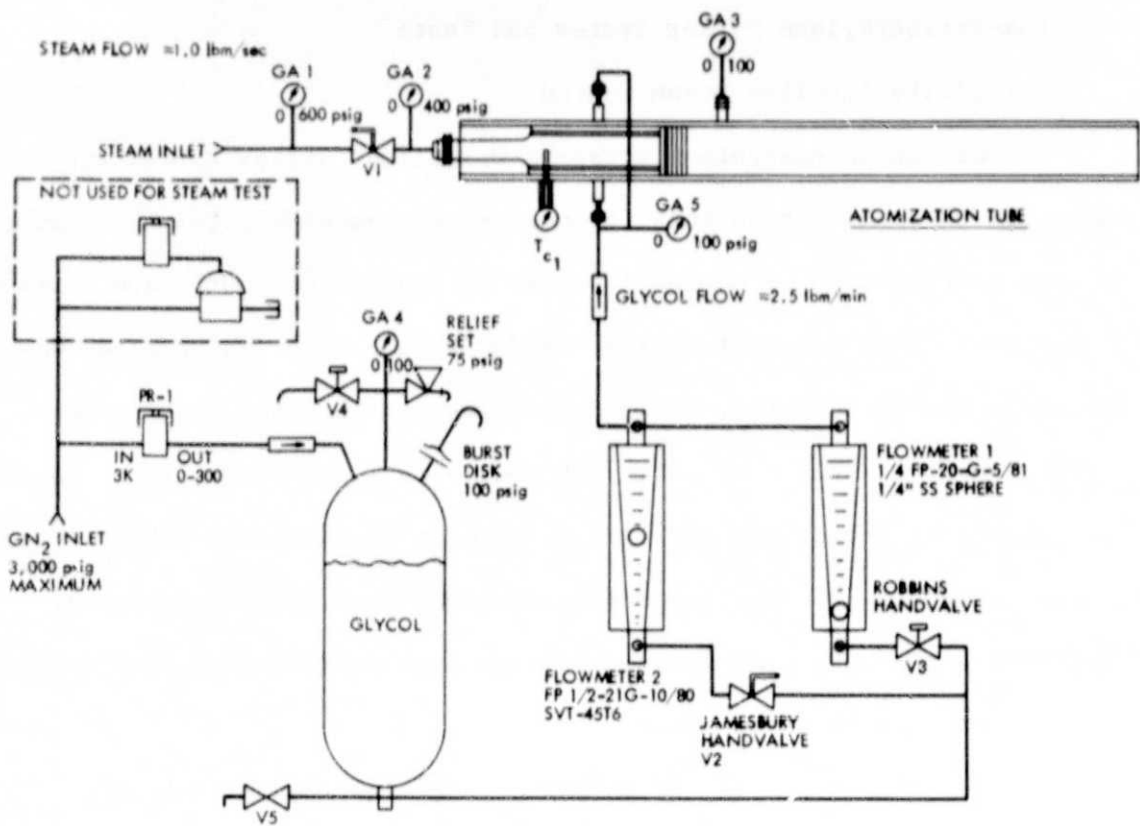 STEAM FLOW ≈1.0 lbm/sec
GA 1
0 600 psig
GA 2
0 400 psig
GA 3
0 100
STEAM INLET
V1
NOT USED FOR STEAM TEST
T c1
GA 5
0 100 psig
ATOMIZATION TUBE
GLYCOL FLOW ≈2.5 lbm/min
GA 4
0 100
RELIEF
SET
75 psig
V4
PR-1
IN
3K
OUT
0-300
BURST
DISK
100 psig
GN2 INLET
3,000 psig
MAXIMUM
GLYCOL
FLOWMETER 1
1/4 FP-20-G-5/81
1/4" SS SPHERE
ROBBINS
HANDVALVE
V3
FLOWMETER 2
FP 1/2-21G-10/80
SVT-45T6
JAMESBURY
HANDVALVE
V2
V5